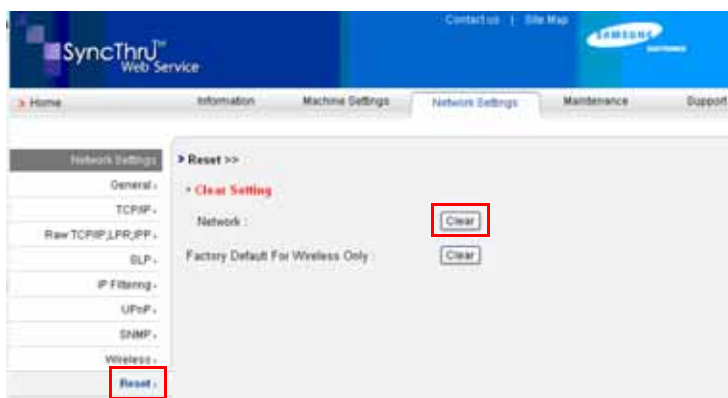 Contact us | Site Map
SAMSUNG
ELECTRONICS
SyncThru™
Web Service
Home
Information
Machine Settings
Network Settings
Maintenance
Support
Network Settings
General
TCP/IP
Raw TCP/IP,LPR,IPP
SLP
IP Filtering
UPnP
SNMP
Wireless
Reset
Reset >>
Clear Setting
Network :
Clear
Factory Default For Wireless Only :
Clear